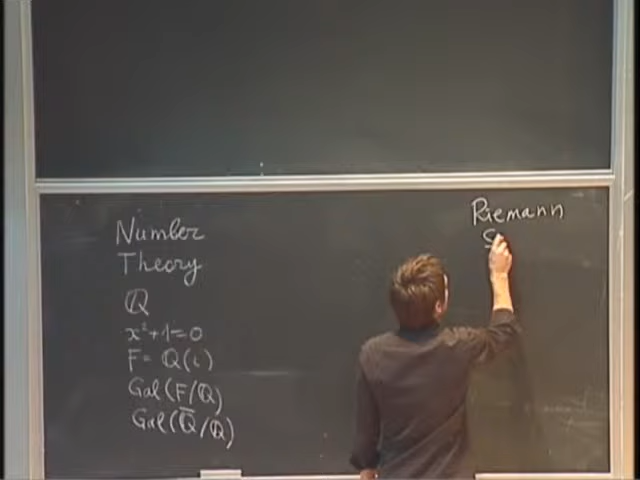 Number
Theory
ℚ
x²+1=0
F= ℚ(i)
Gal(F/ℚ)
Gal(ℚ̅/ℚ)
Riemann
S